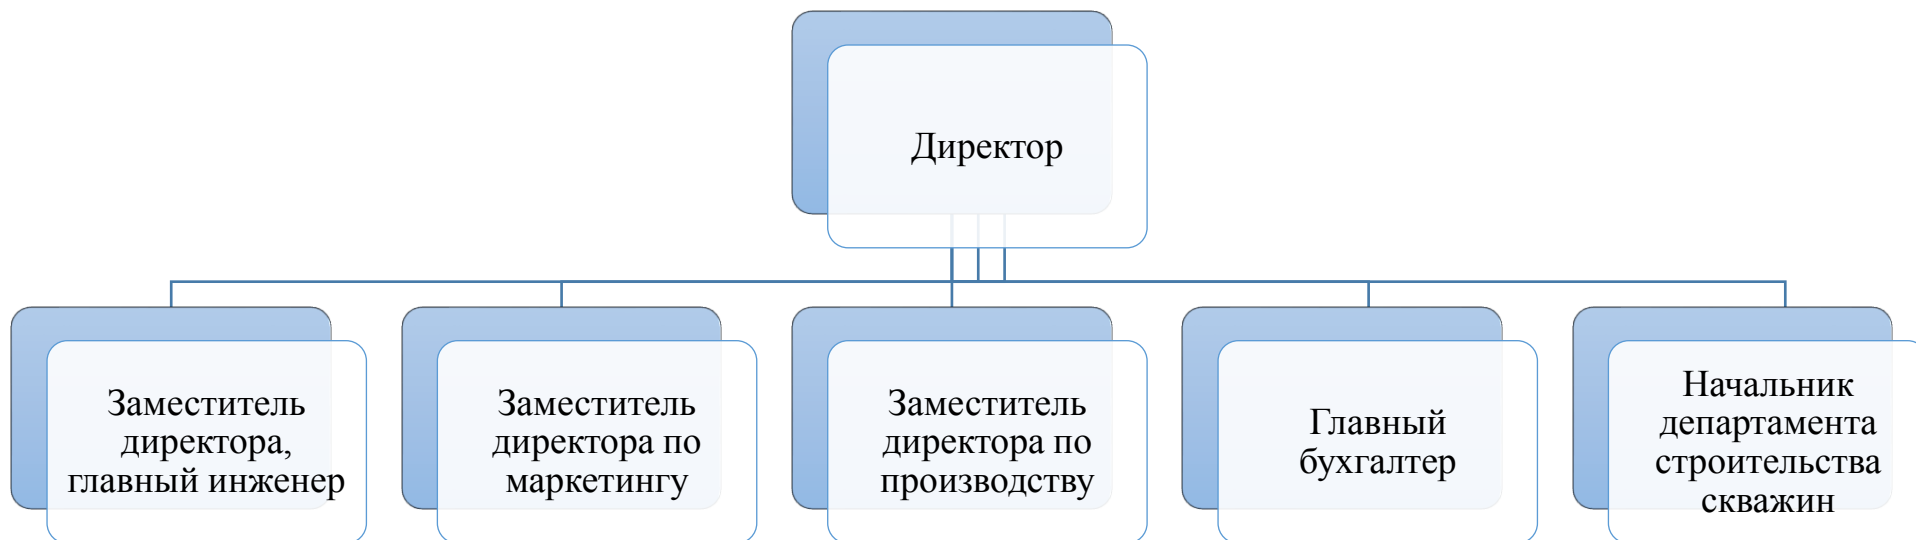 Директор
Заместитель
директора,
главный инженер
Заместитель
директора по
маркетингу
Заместитель
директора по
производству
Главный
бухгалтер
Начальник
департамента
строительства
скважин